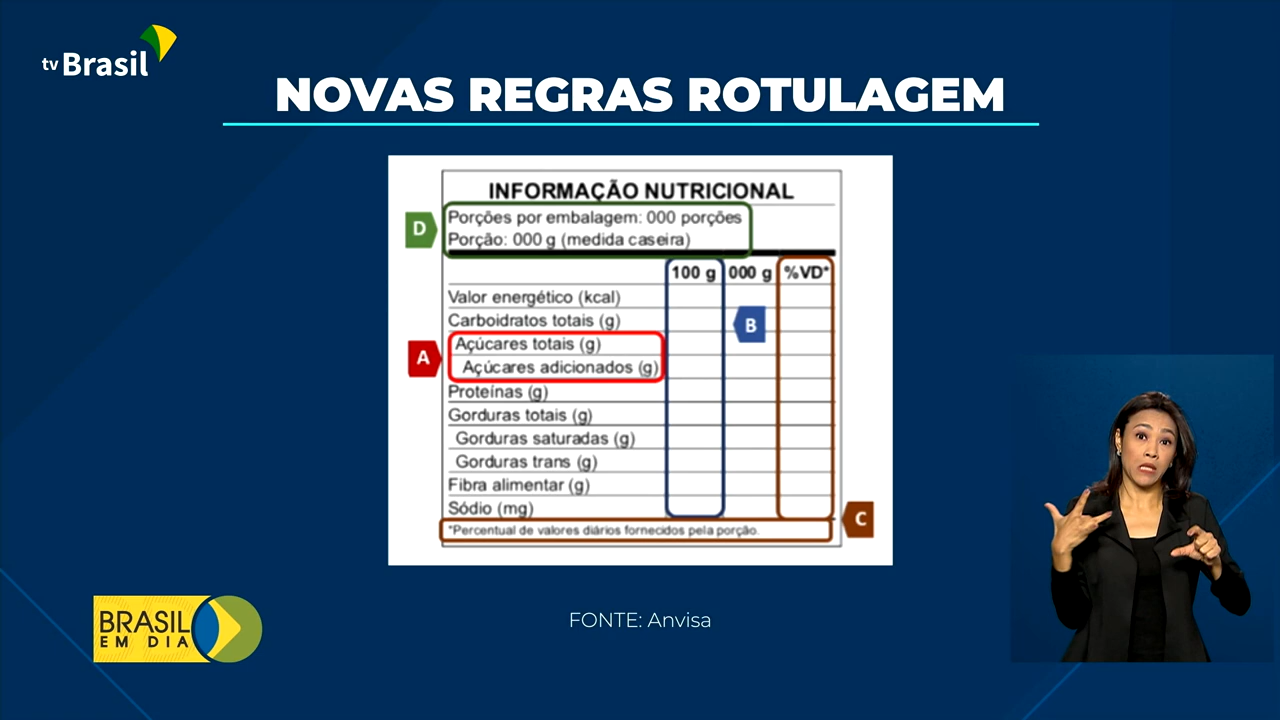 tv Brasil
NOVAS REGRAS ROTULAGEM
INFORMAÇÃO NUTRICIONAL
D
Porções por embalagem: 000 porções
Porção: 000 g (medida caseira)
100 g 000 g %VD*
Valor energético (kcal)
Carboidratos totais (g)
B
A
Açúcares totais (g)
Açúcares adicionados (g)
Proteínas (g)
Gorduras totais (g)
Gorduras saturadas (g)
Gorduras trans (g)
Fibra alimentar (g)
Sódio (mg)
*Percentual de valores diários fornecidos pela porção.
C
BRASIL
EM DIA
FONTE: Anvisa